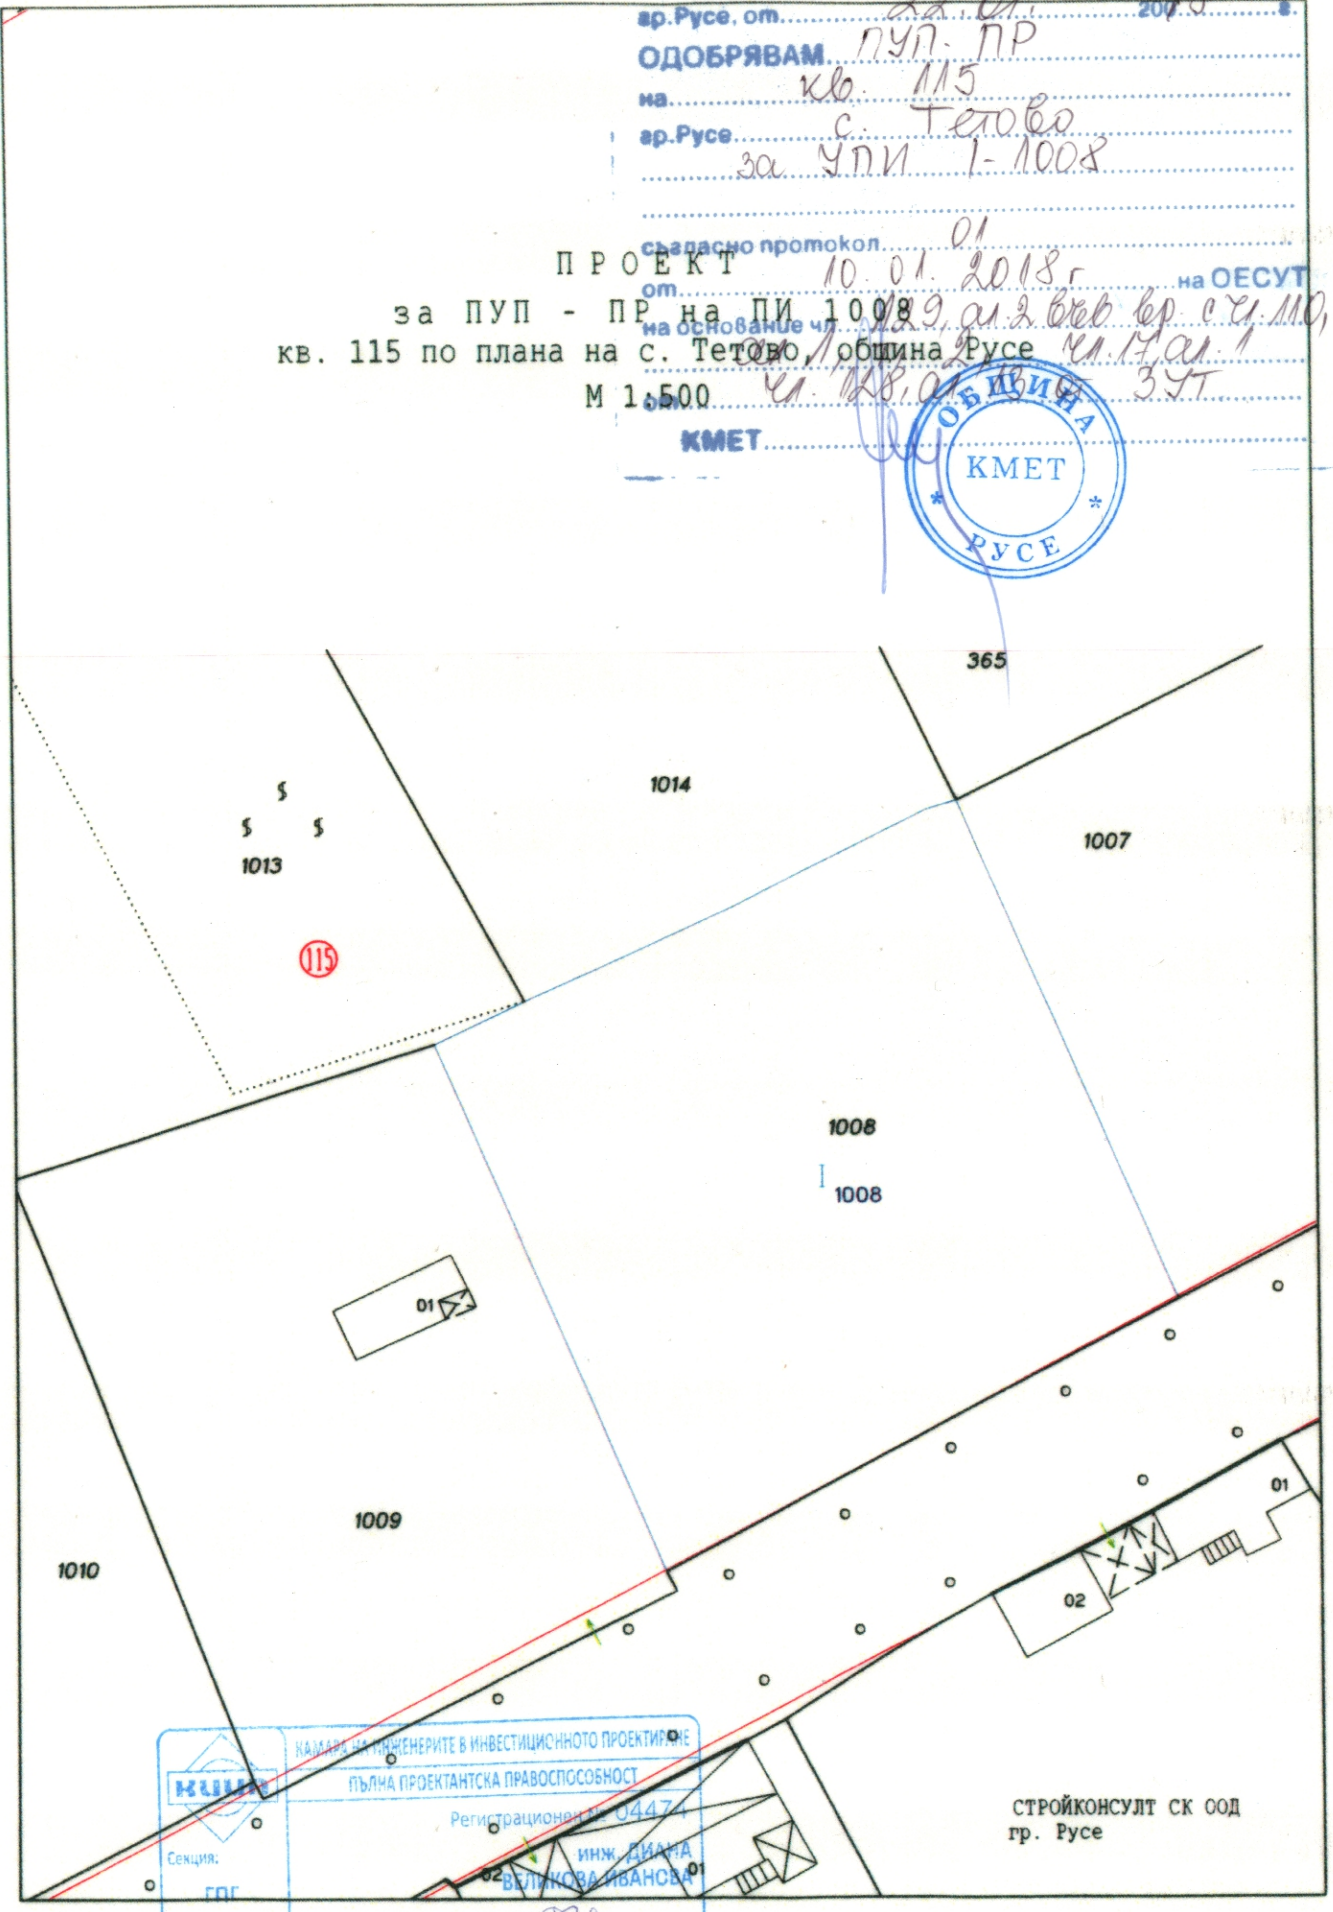 гр.Русе, от 22.01. 2018 г.
ОДОБРЯВАМ ПУП - ПР
на кв. 115
гр.Русе с. Тетово
за УПИ I-1008
съгласно протокол 01
от 10.01.2018 г на ОЕСУТ
на основание чл. 129, ал.2 във вр. с чл.110,
ал.1, 2, чл.17, ал.1
от чл.128, ал. ЗУТ
КМЕТ
ОБЩИНА
КМЕТ
* РУСЕ *
ПРОЕКТ
за ПУП - ПР на ПИ 1008
кв. 115 по плана на с. Тетово, община Русе
М 1:500
365
1014
1007
1013
115
1008
I 1008
01
1009
1010
01
02
КАМАРА НА ИНЖЕНЕРИТЕ В ИНВЕСТИЦИОННОТО ПРОЕКТИРАНЕ
КИИП
ПЪЛНА ПРОЕКТАНТСКА ПРАВОСПОСОБНОСТ
Регистрационен № 04474
Секция:
ГПГ
инж. ДИАНА
ВЕЛИКОВА ИВАНОВА
02
01
СТРОЙКОНСУЛТ СК ООД
гр. Русе